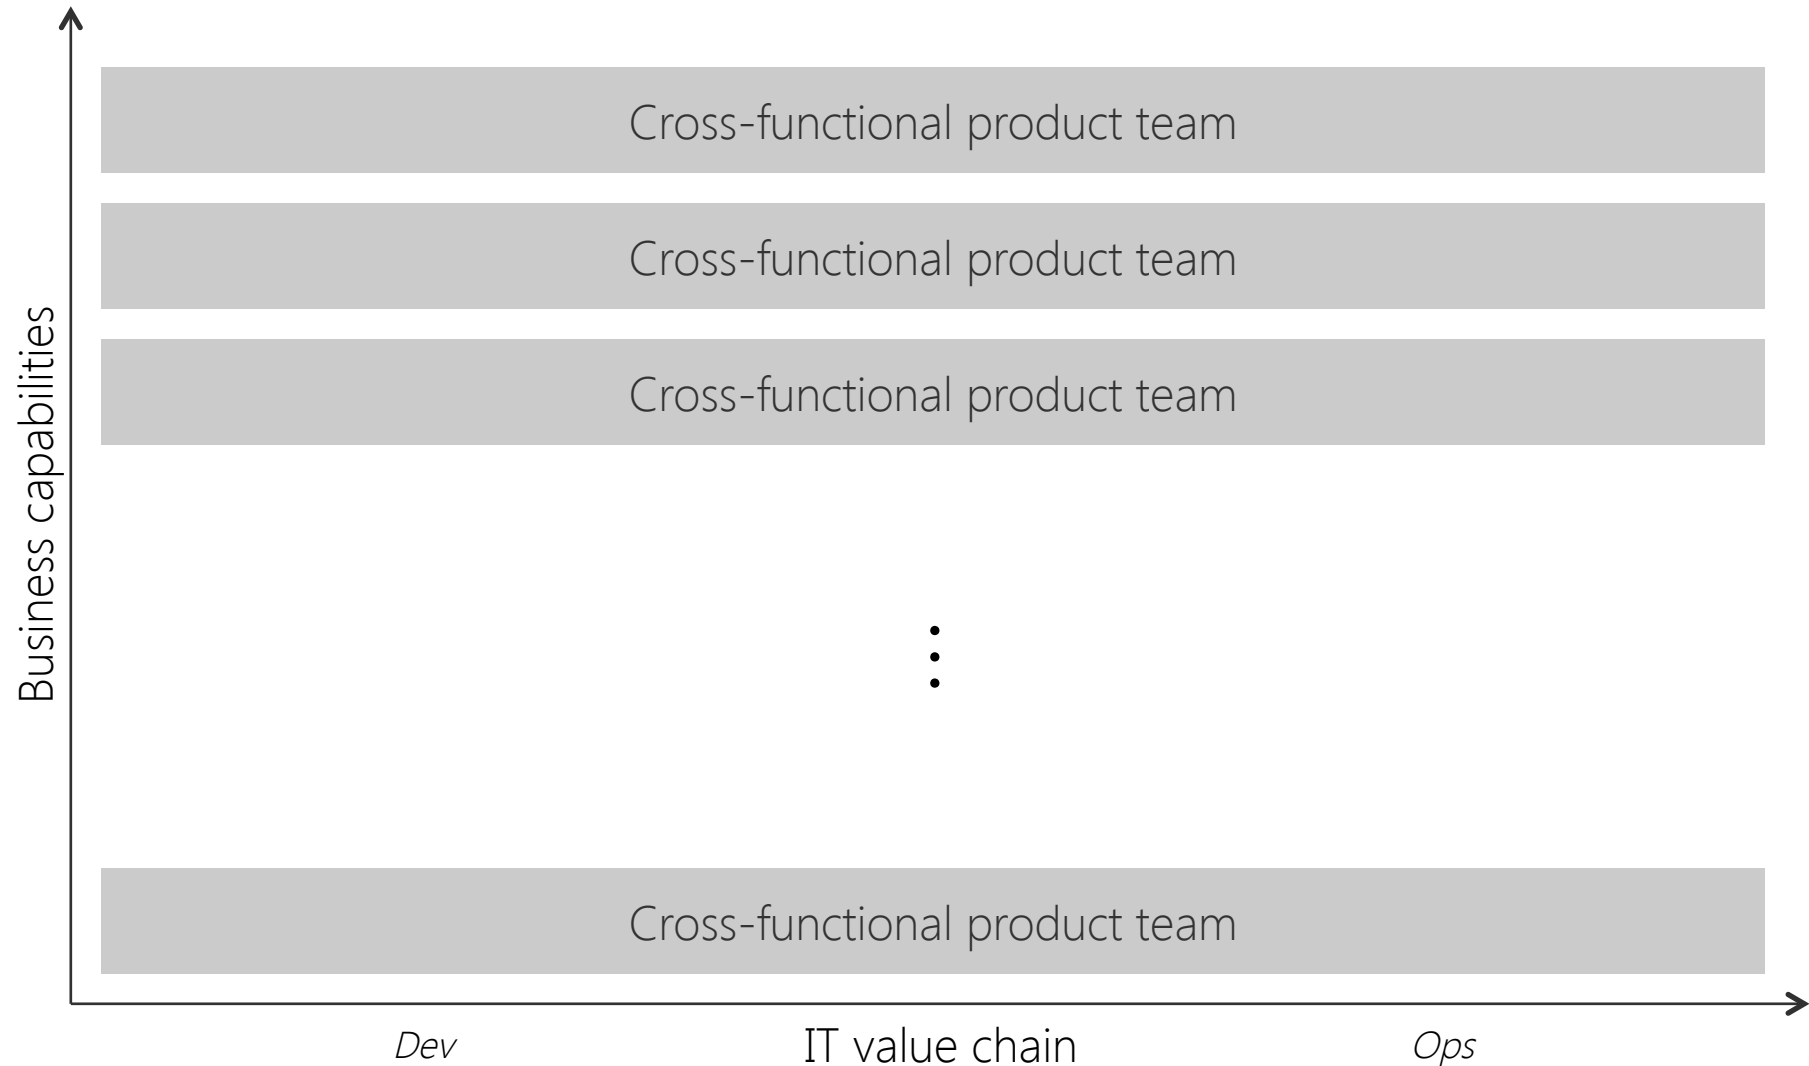 Cross-functional product team
Cross-functional product team
Cross-functional product team
Business capabilities
Cross-functional product team
Dev
IT value chain
Ops